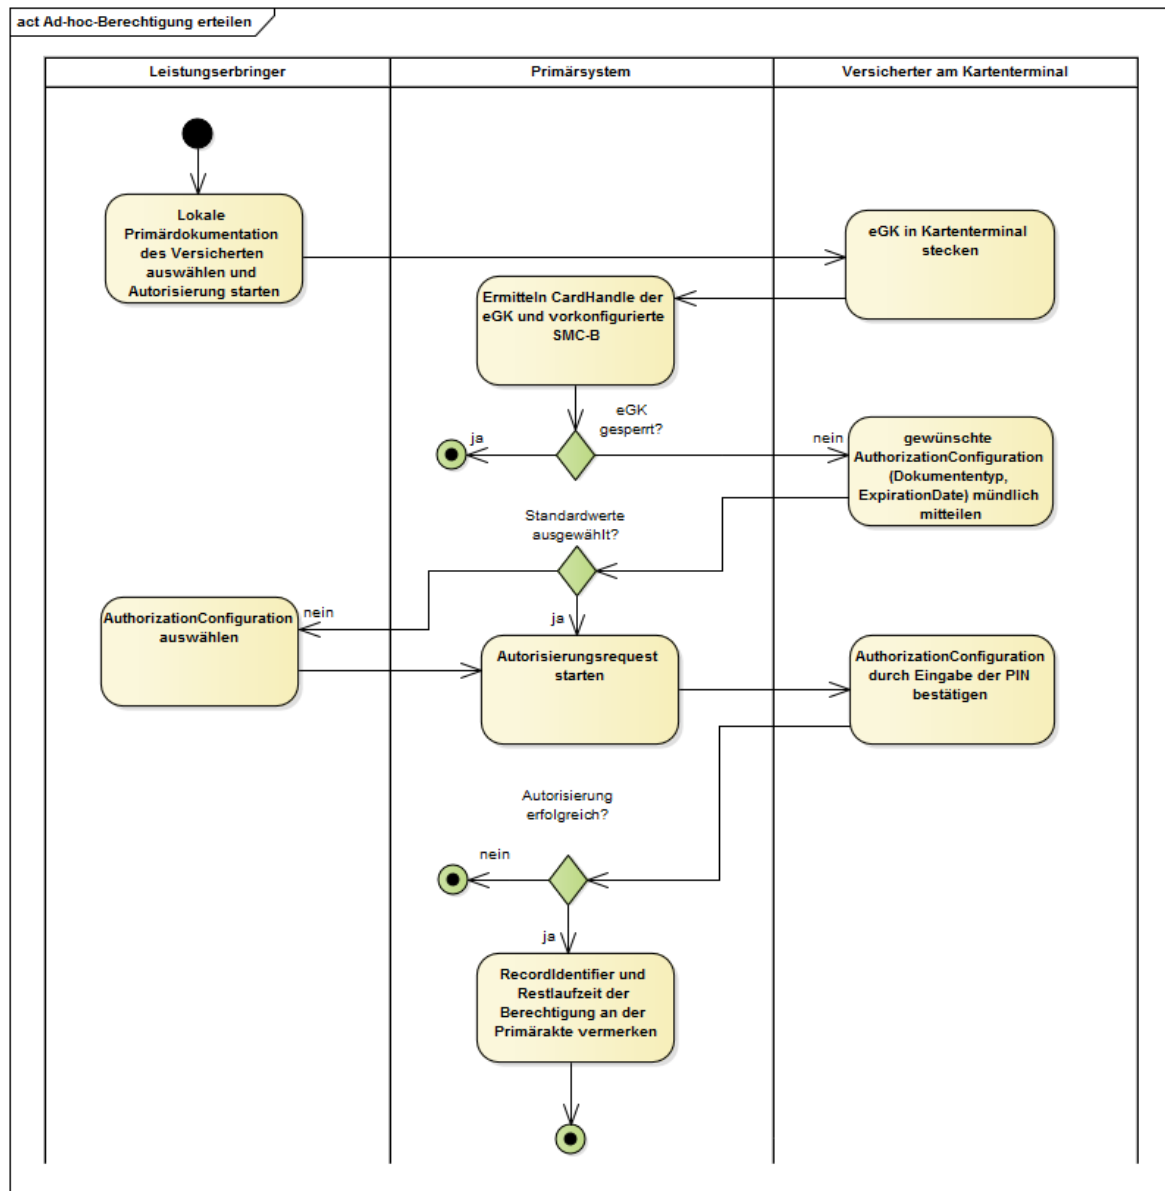 act Ad-hoc-Berechtigung erteilen
Leistungserbringer
Primärsystem
Versicherter am Kartenterminal
Lokale
Primärdokumentation
des Versicherten
auswählen und
Autorisierung starten
eGK in Kartenterminal
stecken
Ermitteln CardHandle der
eGK und vorkonfigurierte
SMC-B
eGK
gesperrt?
ja
nein
gewünschte
AuthorizationConfiguration
(Dokumententyp,
ExpirationDate) mündlich
mitteilen
Standardwerte
ausgewählt?
nein
ja
AuthorizationConfiguration
auswählen
Autorisierungsrequest
starten
AuthorizationConfiguration
durch Eingabe der PIN
bestätigen
Autorisierung
erfolgreich?
nein
ja
RecordIdentifier und
Restlaufzeit der
Berechtigung an der
Primärakte vermerken